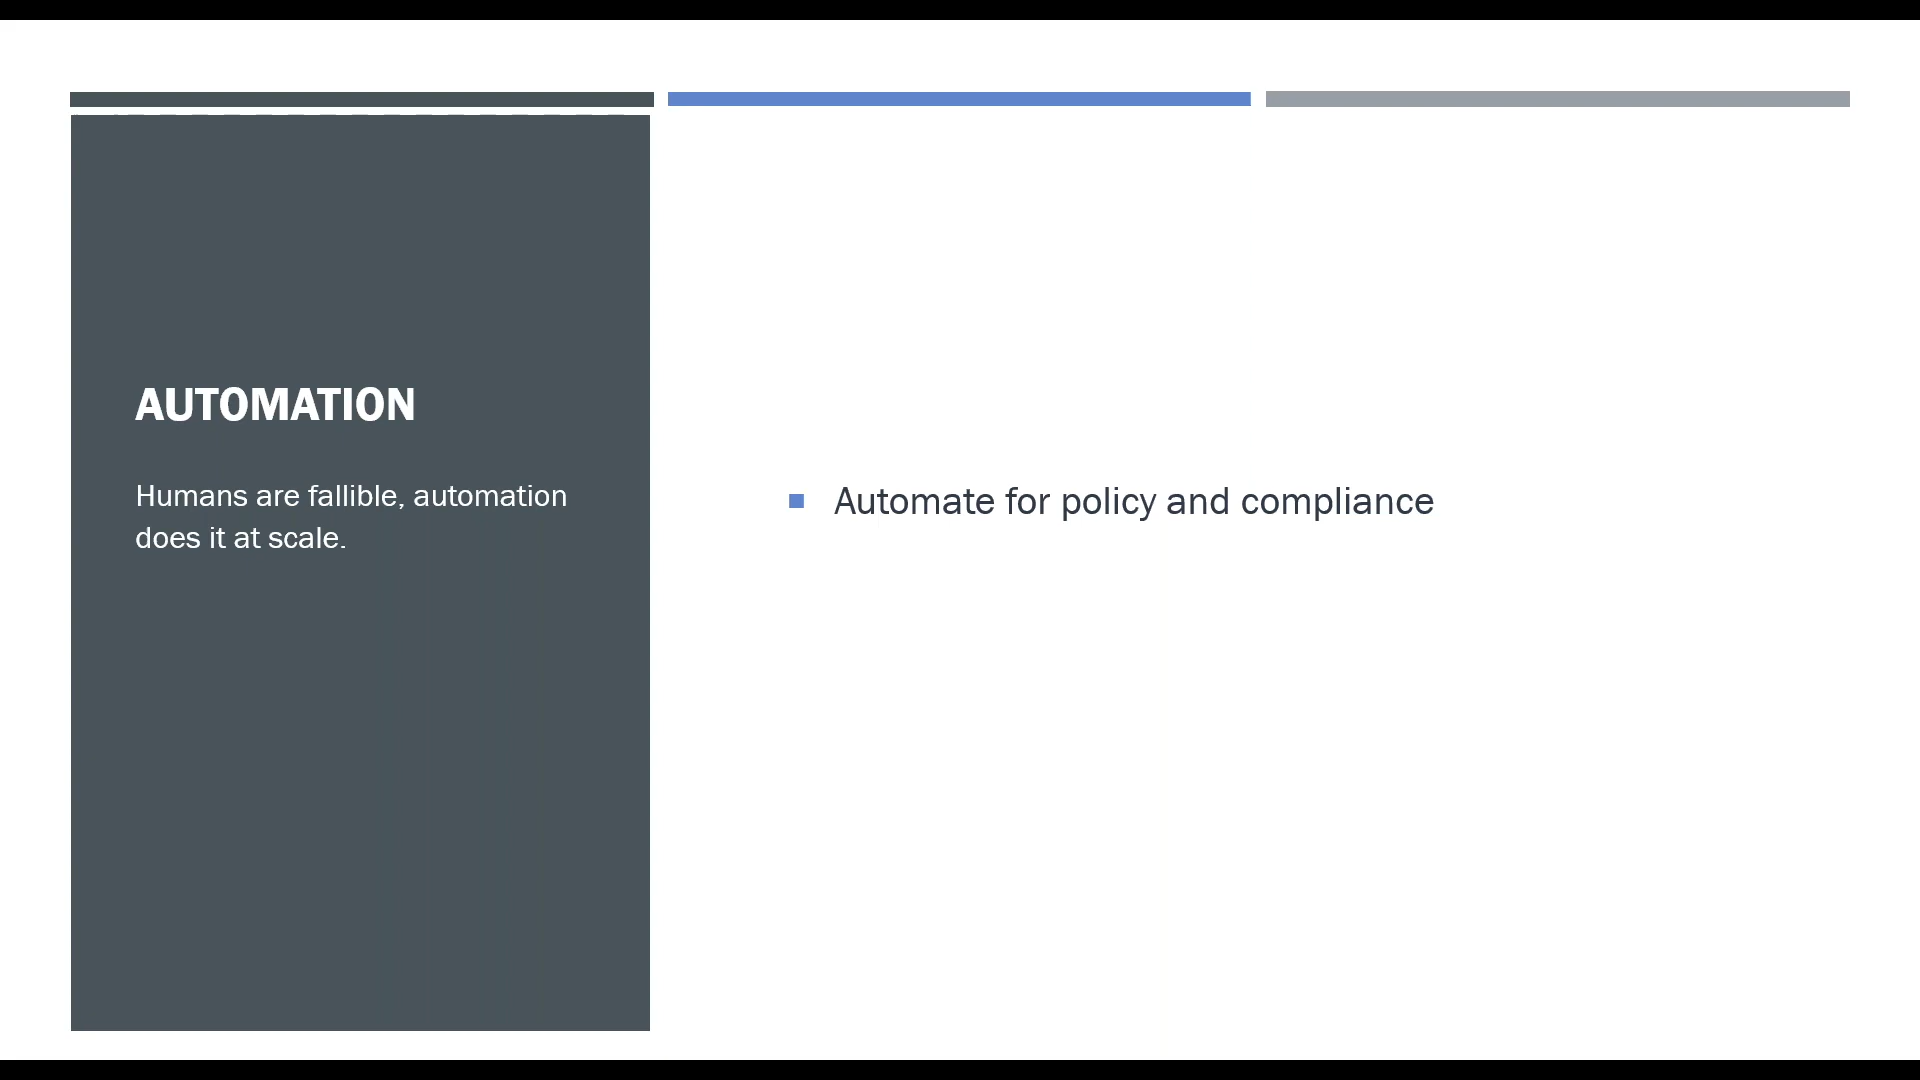 AUTOMATION
Humans are fallible, automation
does it at scale.
Automate for policy and compliance